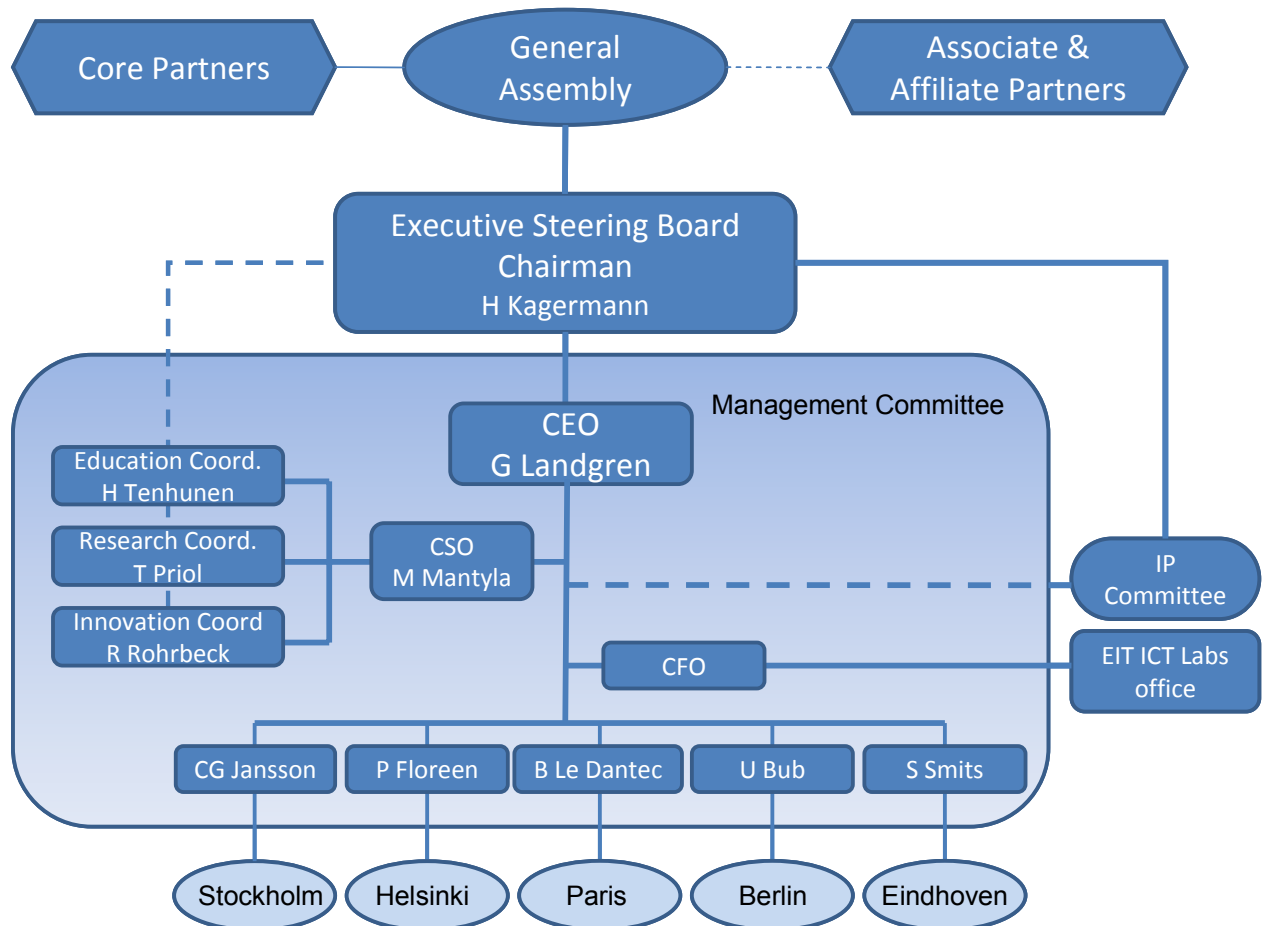 Core Partners
General
Assembly
Associate &
Affiliate Partners
Executive Steering Board
Chairman
H Kagermann
Management Committee
CEO
G Landgren
Education Coord.
H Tenhunen
Research Coord.
T Priol
Innovation Coord
R Rohrbeck
CSO
M Mantyla
IP
Committee
CFO
EIT ICT Labs
office
CG Jansson
P Floreen
B Le Dantec
U Bub
S Smits
Stockholm
Helsinki
Paris
Berlin
Eindhoven